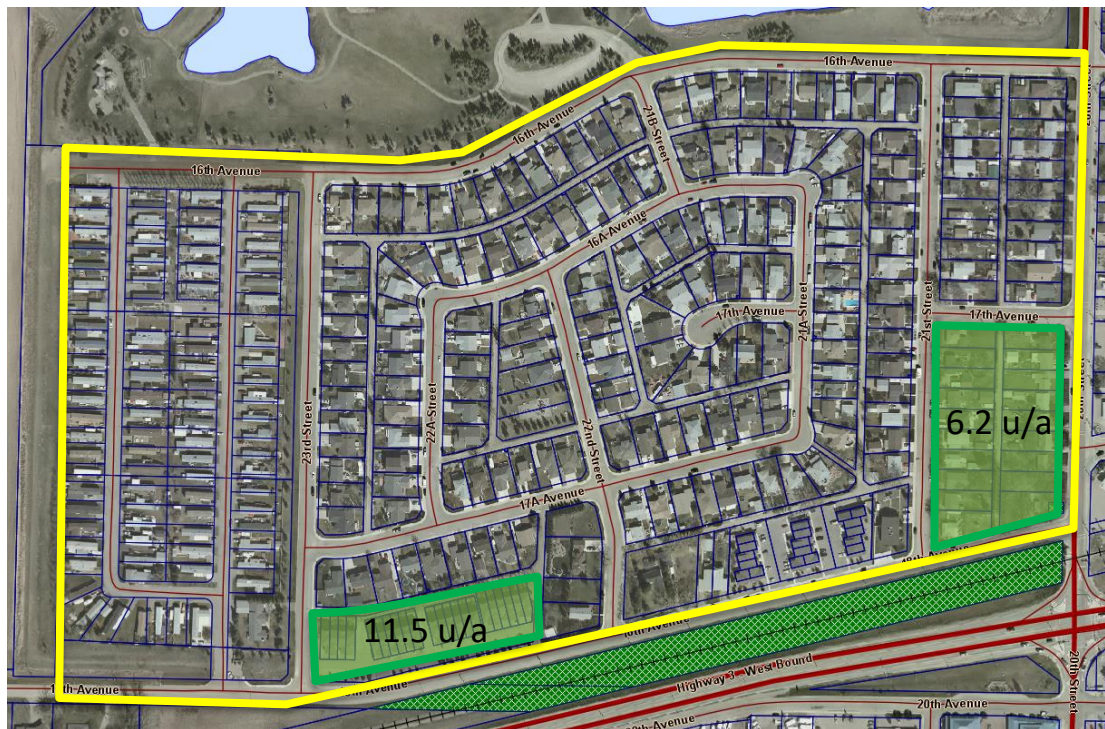 16th Avenue
16th Avenue
21B Street
16th Avenue
16A Avenue
17th Avenue
17th Avenue
21A Street
21st Street
6.2 u/a
22A Street
23rd Street
22nd Street
17A Avenue
11.5 u/a
Highway 3 West Bound
20th Street
20th Avenue